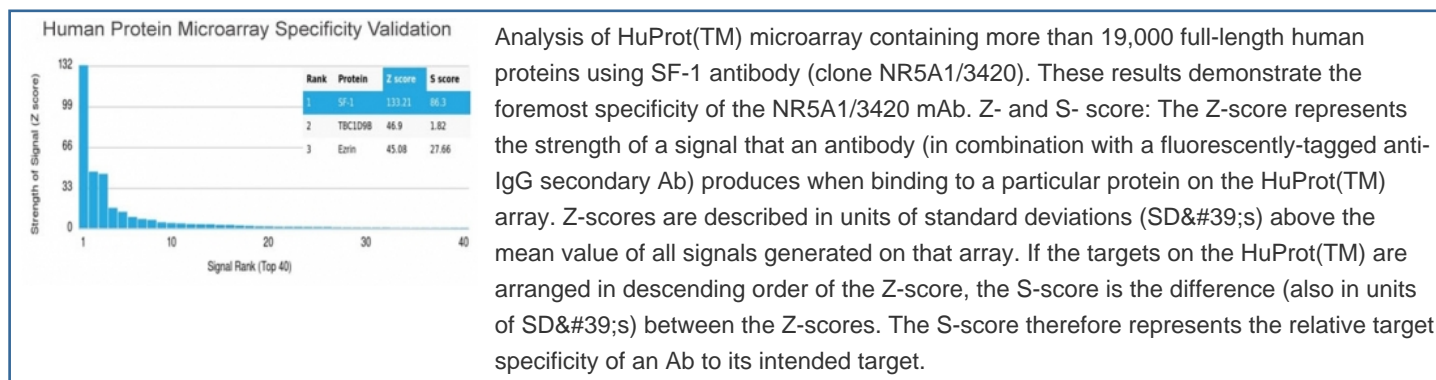 Human Protein Microarray Specificity Validation
Strength of Signal (Z score)
132
99
66
33
0
1 10 20 30 40
Signal Rank (Top 40)
Rank Protein Z score S score
1 SF-1 133.21 86.3
2 TBC1D9B 46.9 1.82
3 Ezrin 45.08 27.66
Analysis of HuProt(TM) microarray containing more than 19,000 full-length human
proteins using SF-1 antibody (clone NR5A1/3420). These results demonstrate the
foremost specificity of the NR5A1/3420 mAb. Z- and S- score: The Z-score represents
the strength of a signal that an antibody (in combination with a fluorescently-tagged anti-
IgG secondary Ab) produces when binding to a particular protein on the HuProt(TM)
array. Z-scores are described in units of standard deviations (SD&#39;s) above the
mean value of all signals generated on that array. If the targets on the HuProt(TM) are
arranged in descending order of the Z-score, the S-score is the difference (also in units
of SD&#39;s) between the Z-scores. The S-score therefore represents the relative target
specificity of an Ab to its intended target.